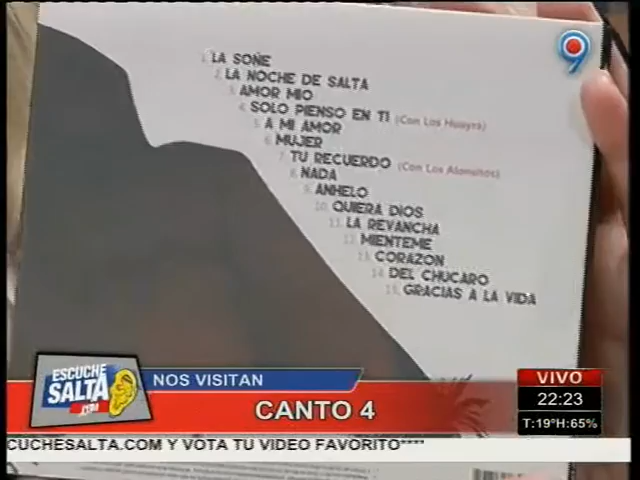 9
1. LA SOÑE
2. LA NOCHE DE SALTA
3. AMOR MIO
4. SOLO PIENSO EN TI (Con Los Huayra)
5. A MI AMOR
6. MUJER
7. TU RECUERDO (Con Los Alonsitos)
8. NADA
9. ANHELO
10. QUIERA DIOS
11. LA REVANCHA
12. MIENTEME
13. CORAZON
14. DEL CHUCARO
15. GRACIAS A LA VIDA
ESCUCHE
SALTA
.COM
NOS VISITAN
CANTO 4
VIVO
22:23
T:19°H:65%
CUCHESALTA.COM Y VOTA TU VIDEO FAVORITO****